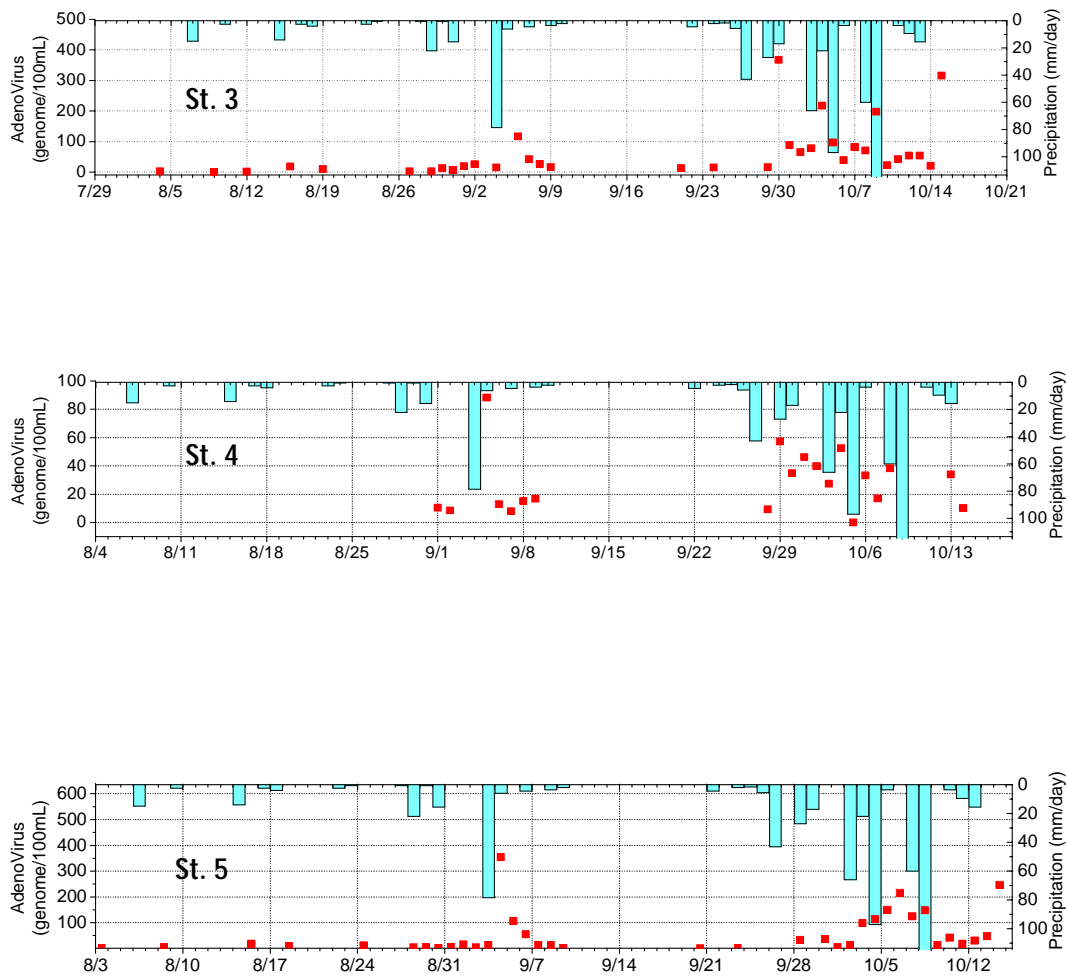 500
400
300
200
100
0
AdenoVirus
(genome/100mL)
St. 3
0
20
40
60
80
100
Precipitation (mm/day)
7/29 8/5 8/12 8/19 8/26 9/2 9/9 9/16 9/23 9/30 10/7 10/14 10/21
100
80
60
40
20
0
AdenoVirus
(genome/100mL)
St. 4
0
20
40
60
80
100
Precipitation (mm/day)
8/4 8/11 8/18 8/25 9/1 9/8 9/15 9/22 9/29 10/6 10/13
600
500
400
300
200
100
AdenoVirus
(genome/100mL)
St. 5
0
20
40
60
80
100
Precipitation (mm/day)
8/3 8/10 8/17 8/24 8/31 9/7 9/14 9/21 9/28 10/5 10/12